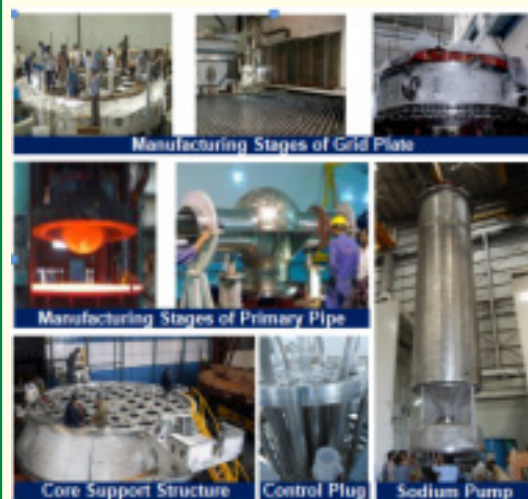 Manufacturing Stages of Grid Plate
Manufacturing Stages of Primary Pipe
Core Support Structure
Control Plug
Sodium Pump